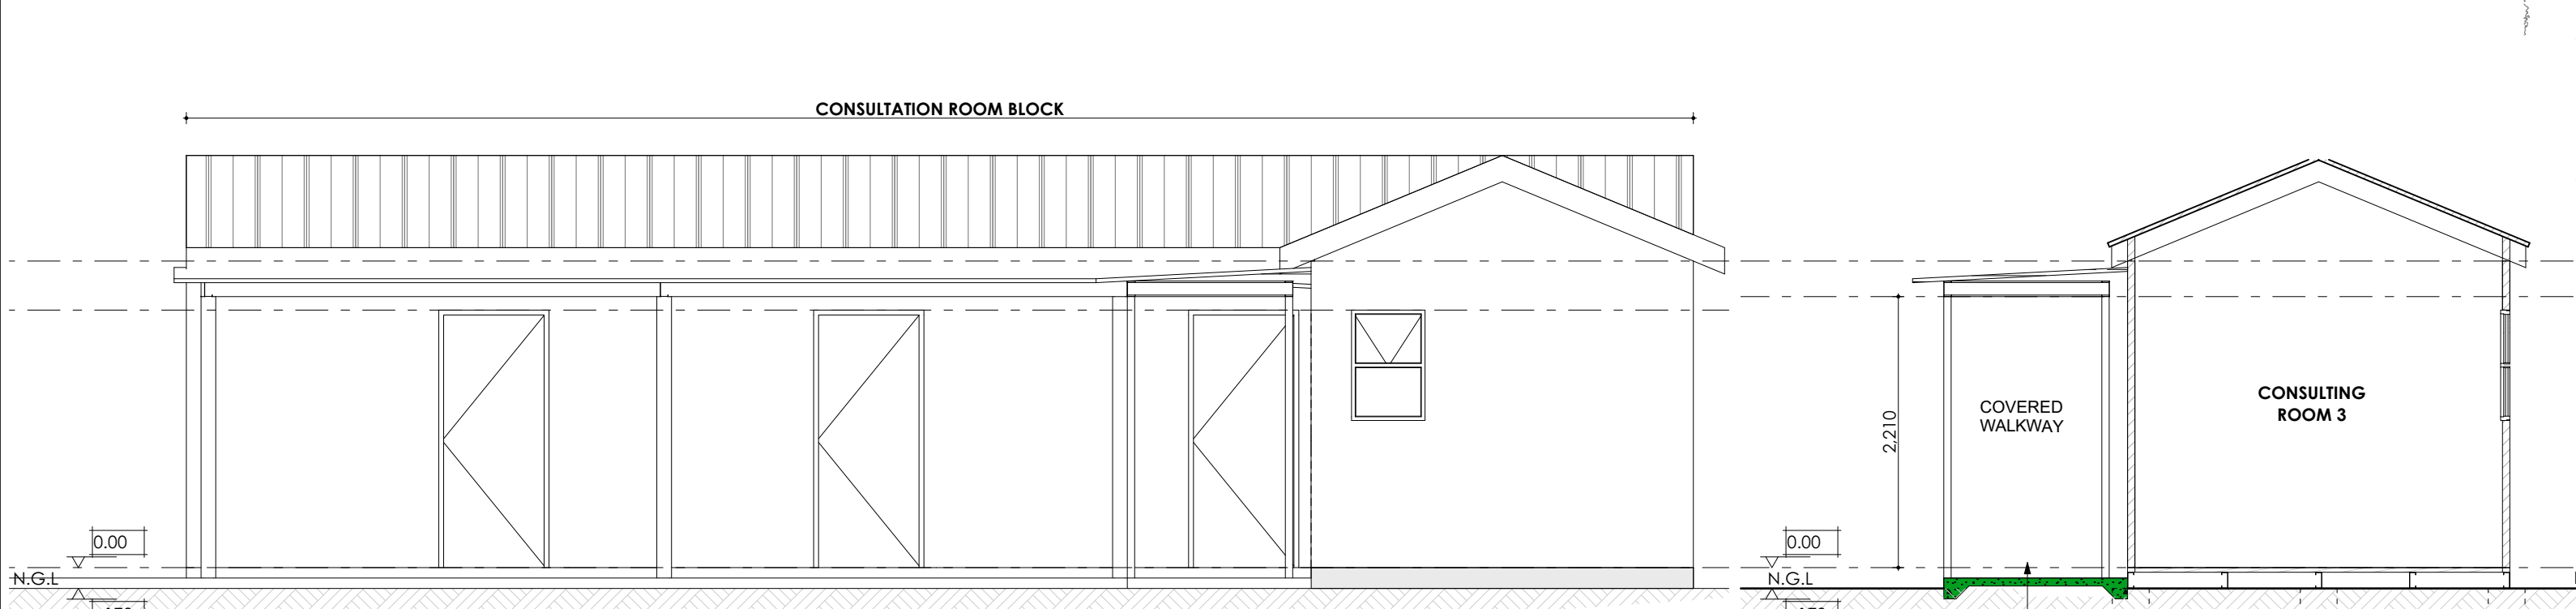 CONSULTATION ROOM BLOCK
COVERED
WALKWAY
CONSULTING
ROOM 3
2,210
0.00
N.G.L
0.00
N.G.L